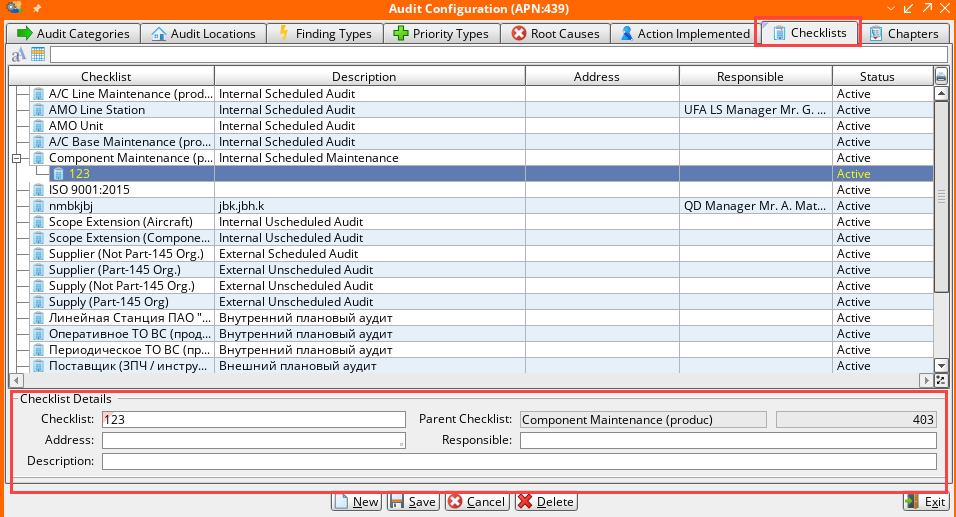 Audit Configuration (APN:439)
Audit Categories Audit Locations Finding Types Priority Types Root Causes Action Implemented Checklists Chapters
Checklist Description Address Responsible Status
A/C Line Maintenance (prod... Internal Scheduled Audit Active
AMO Line Station Internal Scheduled Audit UFA LS Manager Mr. G. ... Active
AMO Unit Internal Scheduled Audit Active
A/C Base Maintenance (pro... Internal Scheduled Audit Active
Component Maintenance (p... Internal Scheduled Maintenance Active
123 Active
ISO 9001:2015 Active
nmbkjbj jbk.jbh.k QD Manager Mr. A. Mat... Active
Scope Extension (Aircraft) Internal Uscheduled Audit Active
Scope Extension (Compone... Internal Uscheduled Audit Active
Supplier (Not Part-145 Org.) External Scheduled Audit Active
Supplier (Part-145 Org.) External Unscheduled Audit Active
Supply (Not Part-145 Org.) External Unscheduled Audit Active
Supply (Part-145 Org) External Unscheduled Audit Active
Линейная Станция ПАО "... Внутренний плановый аудит Active
Оперативное ТО ВС (прод... Внутренний плановый аудит Active
Периодическое ТО ВС (пр... Внутренний плановый аудит Active
Поставщик (ЗПЧ / инстру... Внешний плановый аудит Active
Checklist Details
Checklist: 123 Parent Checklist: Component Maintenance (produc) 403
Address: Responsible:
Description:
New Save Cancel Delete Exit